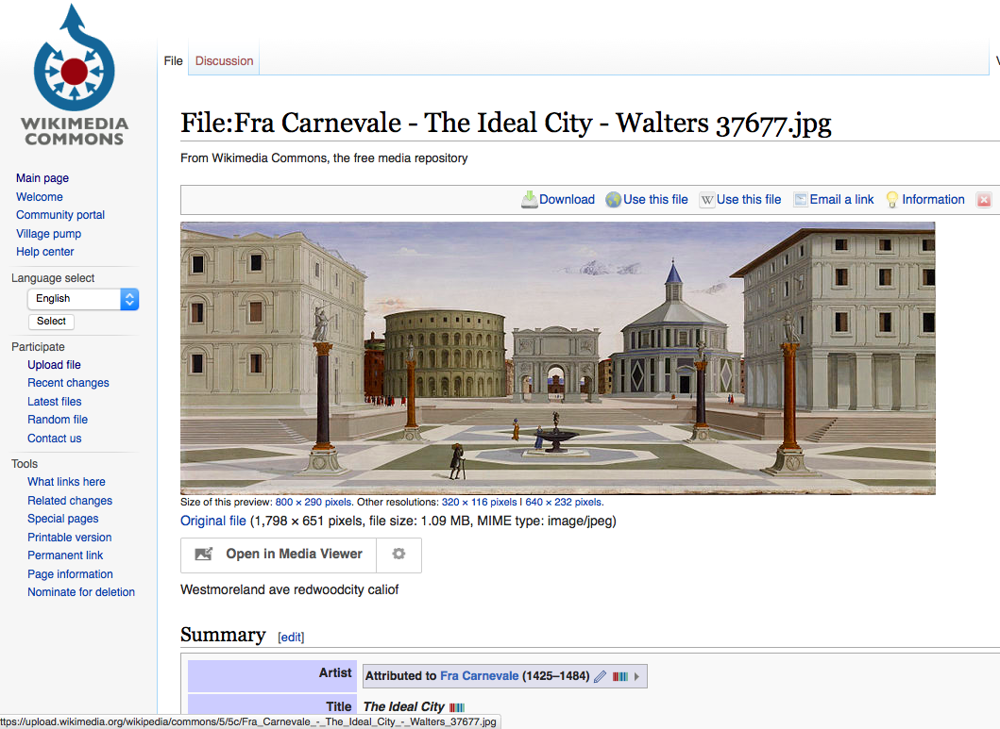 WIKIMEDIA
COMMONS
Main page
Welcome
Community portal
Village pump
Help center
Language select
English
Select
Participate
Upload file
Recent changes
Latest files
Random file
Contact us
Tools
What links here
Related changes
Special pages
Printable version
Permanent link
Page information
Nominate for deletion
File Discussion
File:Fra Carnevale - The Ideal City - Walters 37677.jpg
From Wikimedia Commons, the free media repository
Download Use this file W Use this file Email a link Information
Size of this preview: 800 × 290 pixels. Other resolutions: 320 × 116 pixels | 640 × 232 pixels.
Original file (1,798 × 651 pixels, file size: 1.09 MB, MIME type: image/jpeg)
Open in Media Viewer
Westmoreland ave redwoodcity caliof
Summary [edit]
Artist Attributed to Fra Carnevale (1425–1484)
Title The Ideal City
ttps://upload.wikimedia.org/wikipedia/commons/5/5c/Fra_Carnevale_-_The_Ideal_City_-_Walters_37677.jpg